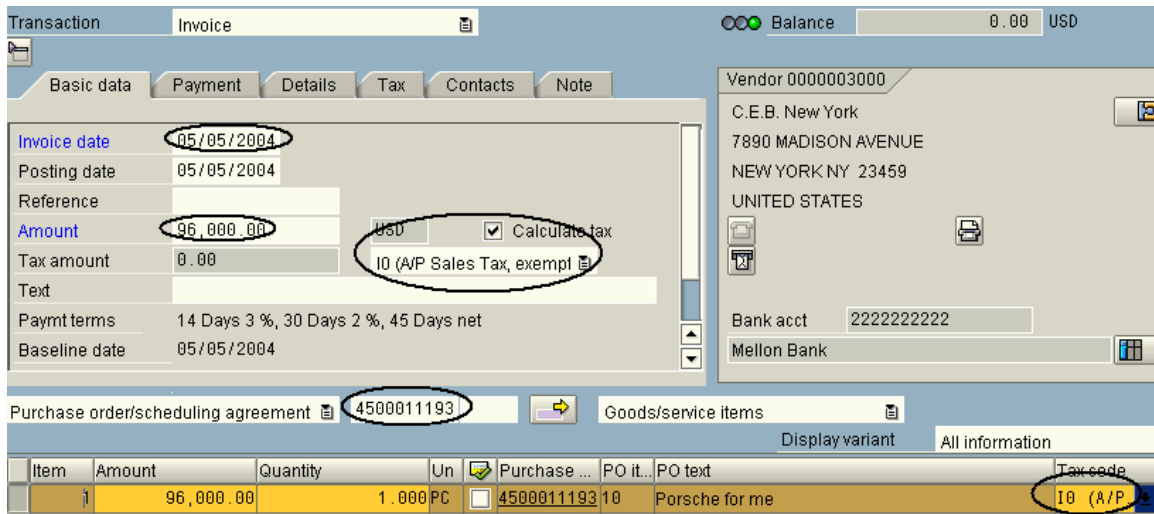 Transaction Invoice Balance 0.00 USD
Basic data Payment Details Tax Contacts Note
Invoice date 05/05/2004
Posting date 05/05/2004
Reference
Amount 96,000.00 USD Calculate tax
Tax amount 0.00 I0 (A/P Sales Tax, exempt
Text
Paymt terms 14 Days 3 %, 30 Days 2 %, 45 Days net
Baseline date 05/05/2004
Vendor 0000003000
C.E.B. New York
7890 MADISON AVENUE
NEW YORK NY 23459
UNITED STATES
Bank acct 2222222222
Mellon Bank
Purchase order/scheduling agreement 4500011193 Goods/service items
Display variant All information
Item Amount Quantity Un Purchase ... PO it... PO text Tax code
1 96,000.00 1.000 PC 4500011193 10 Porsche for me I0 (A/P.